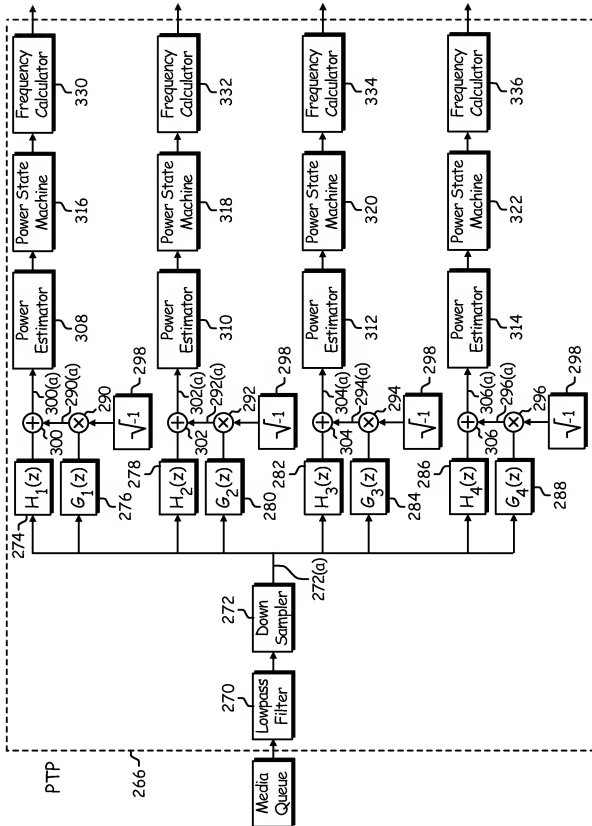 PTP
266
Media
Queue
270
Lowpass
Filter
272
Down
Sampler
272(a)
274
H₁(z)
G₁(z)
276
300
300(a)
290(a)
290
298
√-1
Power
Estimator
308
Power State
Machine
316
Frequency
Calculator
330
278
H₂(z)
G₂(z)
280
302
302(a)
292(a)
292
298
√-1
Power
Estimator
310
Power State
Machine
318
Frequency
Calculator
332
282
H₃(z)
G₃(z)
284
304
304(a)
294(a)
294
298
√-1
Power
Estimator
312
Power State
Machine
320
Frequency
Calculator
334
286
H₄(z)
G₄(z)
288
306
306(a)
296(a)
296
298
√-1
Power
Estimator
314
Power State
Machine
322
Frequency
Calculator
336